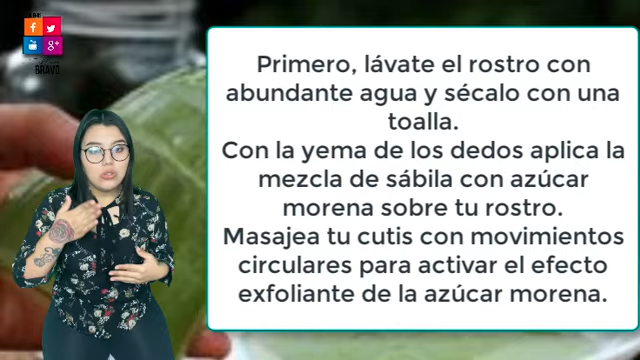 BRAVO
Primero, lávate el rostro con
abundante agua y sécalo con una
toalla.
Con la yema de los dedos aplica la
mezcla de sábila con azúcar
morena sobre tu rostro.
Masajea tu cutis con movimientos
circulares para activar el efecto
exfoliante de la azúcar morena.